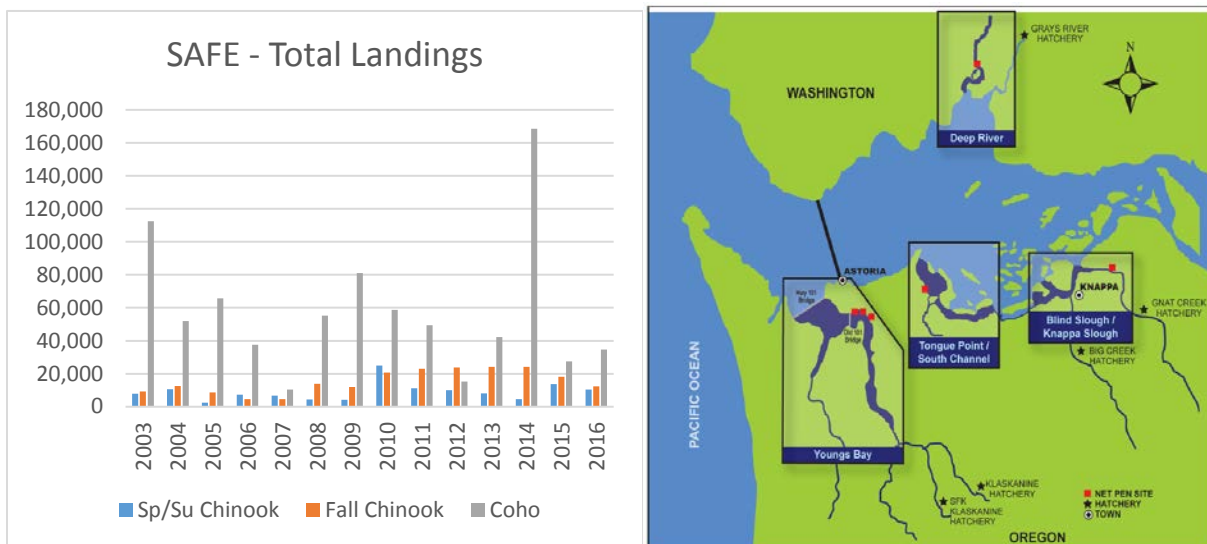 SAFE - Total Landings
180,000
160,000
140,000
120,000
100,000
80,000
60,000
40,000
20,000
0
2003
2004
2005
2006
2007
2008
2009
2010
2011
2012
2013
2014
2015
2016
Sp/Su Chinook
Fall Chinook
Coho
GRAYS RIVER
HATCHERY
N
WASHINGTON
Deep River
ASTORIA
Hwy 101
Bridge
Old 101
Bridge
KNAPPA
GNAT CREEK
HATCHERY
Blind Slough /
Knappa Slough
Tongue Point /
South Channel
BIG CREEK
HATCHERY
PACIFIC OCEAN
Youngs Bay
KLASKANINE
HATCHERY
SFK
KLASKANINE
HATCHERY
NET PEN SITE
HATCHERY
TOWN
OREGON